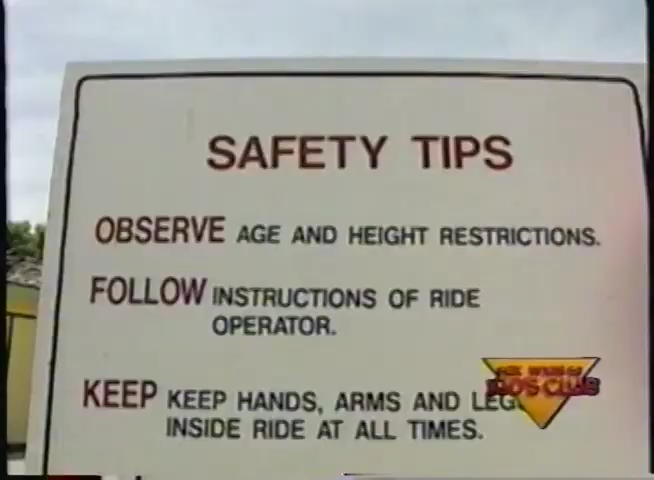 SAFETY TIPS
OBSERVE AGE AND HEIGHT RESTRICTIONS.
FOLLOW INSTRUCTIONS OF RIDE
OPERATOR.
KEEP KEEP HANDS, ARMS AND LEG
INSIDE RIDE AT ALL TIMES.
KIDS CLUB